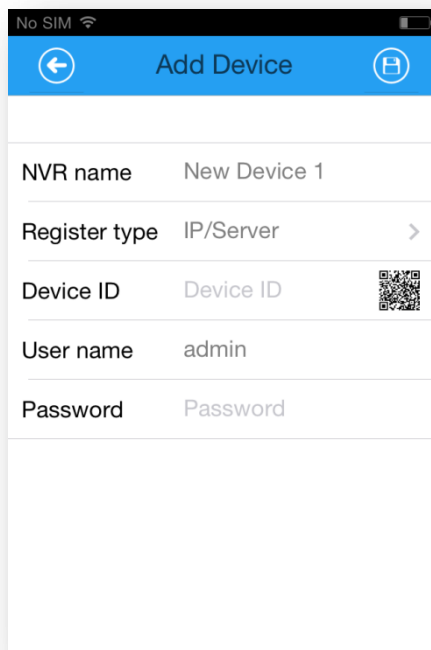 No SIM
Add Device
NVR name New Device 1
Register type IP/Server
Device ID Device ID
User name admin
Password Password